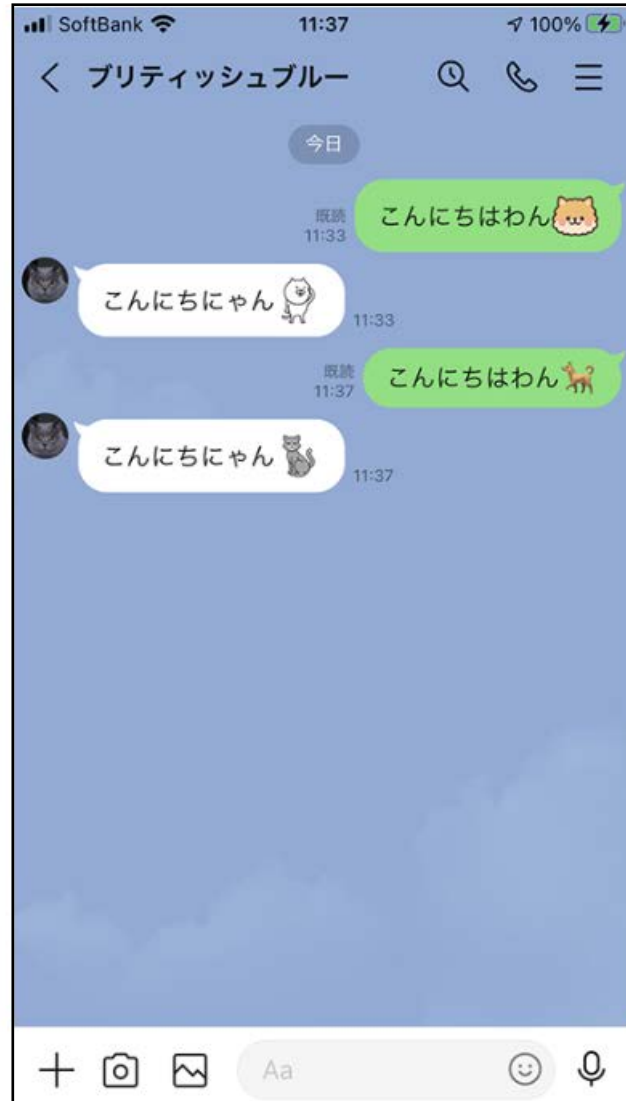 SoftBank 11:37 100%
ブリティッシュブルー
今日
既読
11:33
こんにちはわん
こんにちにゃん
11:33
既読
11:37
こんにちはわん
こんにちにゃん
11:37
Aa